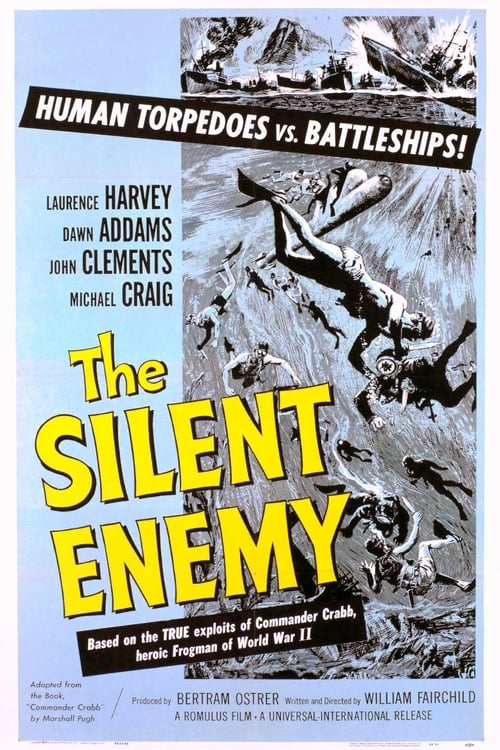 HUMAN TORPEDOES vs. BATTLESHIPS!
LAURENCE HARVEY
DAWN ADDAMS
JOHN CLEMENTS
MICHAEL CRAIG
The
SILENT
ENEMY
Based on the TRUE exploits of Commander Crabb,
heroic Frogman of World War II
Adapted from
the Book,
"Commander Crabb"
by Marshall Pugh
Produced by BERTRAM OSTRER Written and Directed by WILLIAM FAIRCHILD
A ROMULUS FILM • A UNIVERSAL-INTERNATIONAL RELEASE